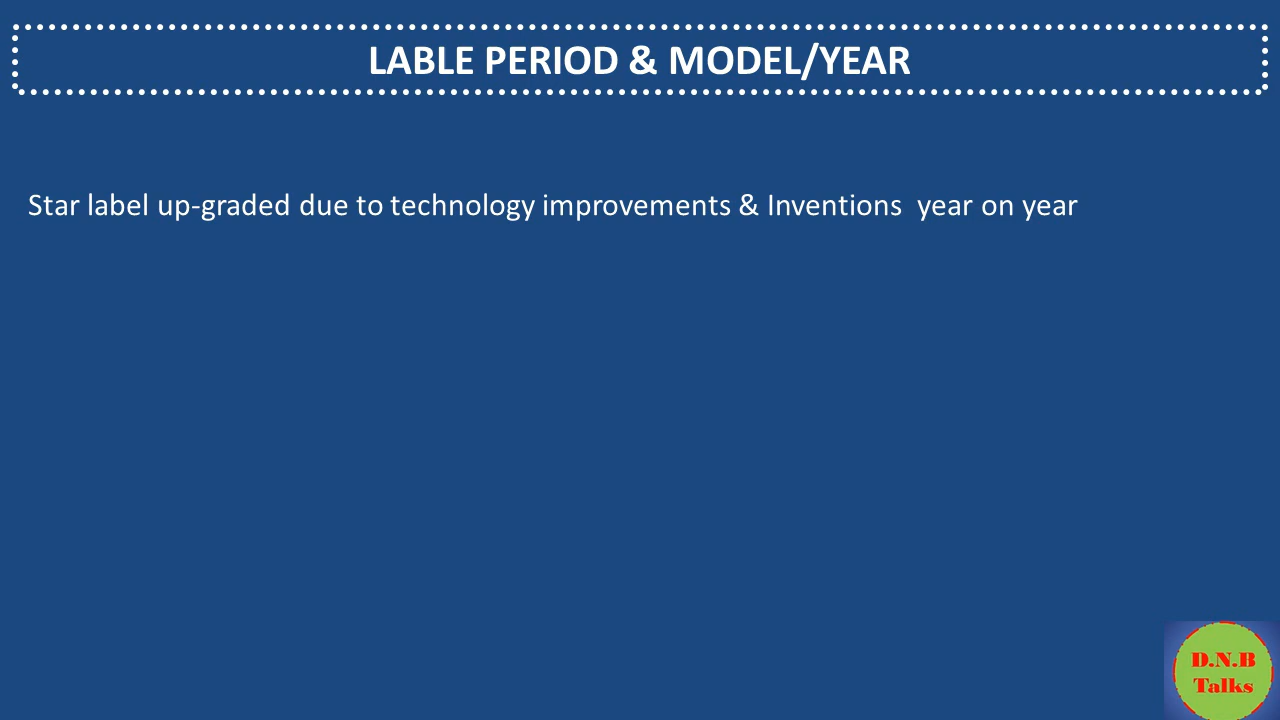 LABLE PERIOD & MODEL/YEAR
Star label up-graded due to technology improvements & Inventions  year on year
D.N.B
Talks